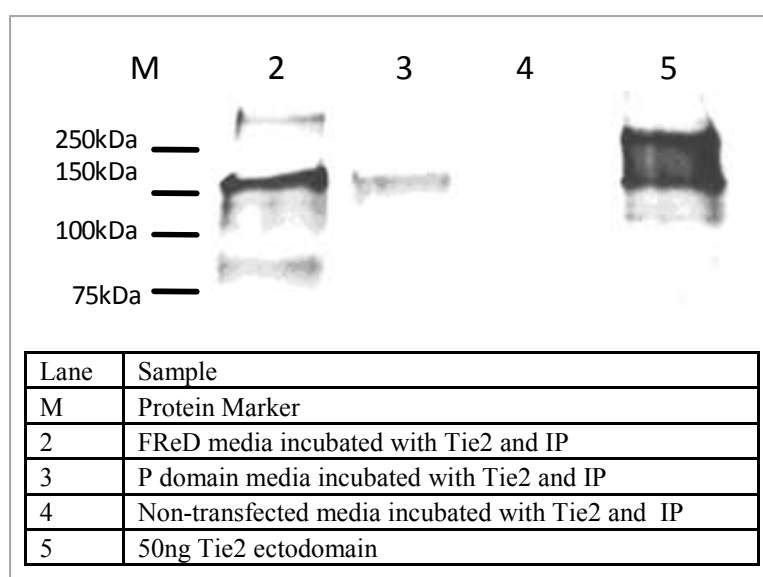 M 2 3 4 5
250kDa
150kDa
100kDa
75kDa
Lane Sample
M Protein Marker
2 FReD media incubated with Tie2 and IP
3 P domain media incubated with Tie2 and IP
4 Non-transfected media incubated with Tie2 and IP
5 50ng Tie2 ectodomain